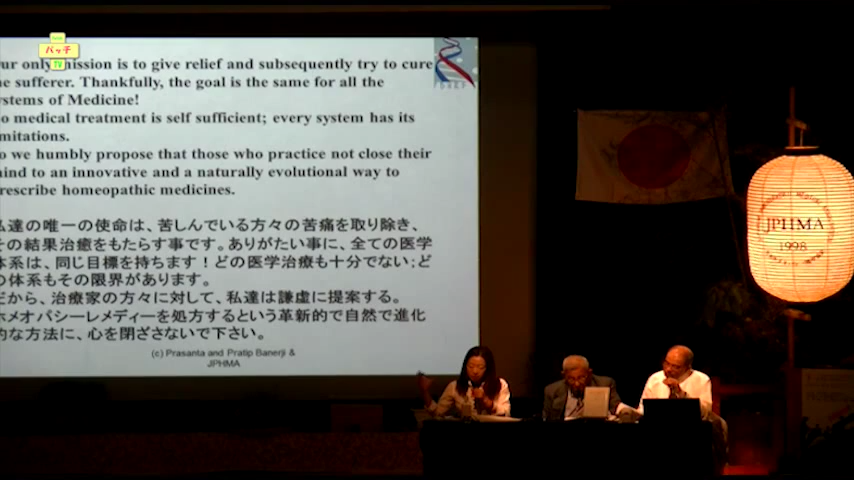 バッチ
TV
ur only mission is to give relief and subsequently try to cure
e sufferer. Thankfully, the goal is the same for all the
ystems of Medicine!
o medical treatment is self sufficient; every system has its
mitations.
o we humbly propose that those who practice not close their
ind to an innovative and a naturally evolutional way to
rescribe homeopathic medicines.
私達の唯一の使命は、苦しんでいる方々の苦痛を取り除き、
その結果治癒をもたらす事です。ありがたい事に、全ての医学
体系は、同じ目標を持ちます！どの医学治療も十分でない；ど
の体系もその限界があります。
だから、治療家の方々に対して、私達は謙虚に提案する。
ホメオパシーレメディーを処方するという革新的で自然で進化
的な方法に、心を閉ざさないで下さい。
(c) Prasanta and Pratip Banerji &
JPHMA
JPHMA
1998